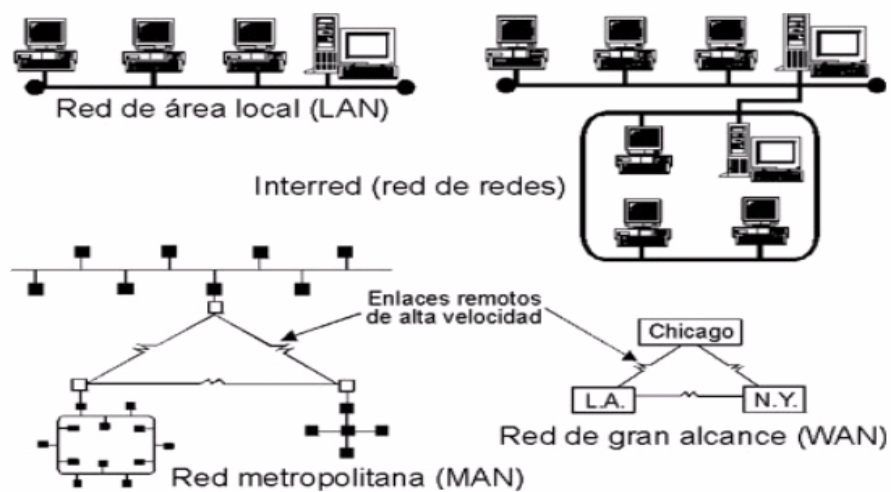 Red de área local (LAN)
Interred (red de redes)
Enlaces remotos
de alta velocidad
Chicago
L.A.
N.Y.
Red de gran alcance (WAN)
Red metropolitana (MAN)